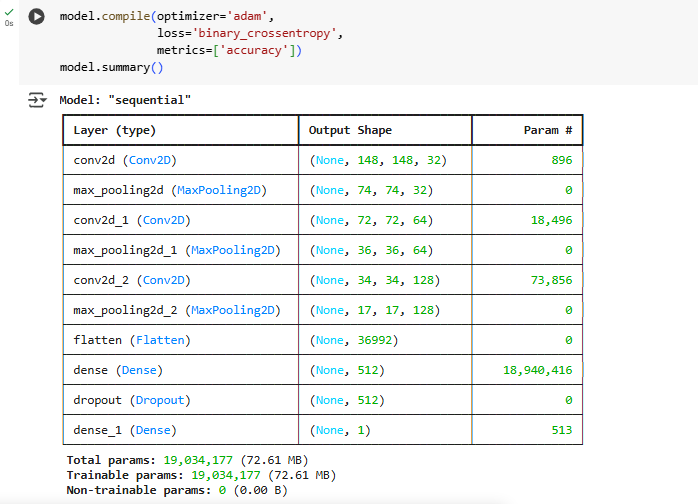 model.compile(optimizer='adam',
loss='binary_crossentropy',
metrics=['accuracy'])
model.summary()
0s
Model: "sequential"
Layer (type) Output Shape Param #
conv2d (Conv2D) (None, 148, 148, 32) 896
max_pooling2d (MaxPooling2D) (None, 74, 74, 32) 0
conv2d_1 (Conv2D) (None, 72, 72, 64) 18,496
max_pooling2d_1 (MaxPooling2D) (None, 36, 36, 64) 0
conv2d_2 (Conv2D) (None, 34, 34, 128) 73,856
max_pooling2d_2 (MaxPooling2D) (None, 17, 17, 128) 0
flatten (Flatten) (None, 36992) 0
dense (Dense) (None, 512) 18,940,416
dropout (Dropout) (None, 512) 0
dense_1 (Dense) (None, 1) 513
Total params: 19,034,177 (72.61 MB)
Trainable params: 19,034,177 (72.61 MB)
Non-trainable params: 0 (0.00 B)